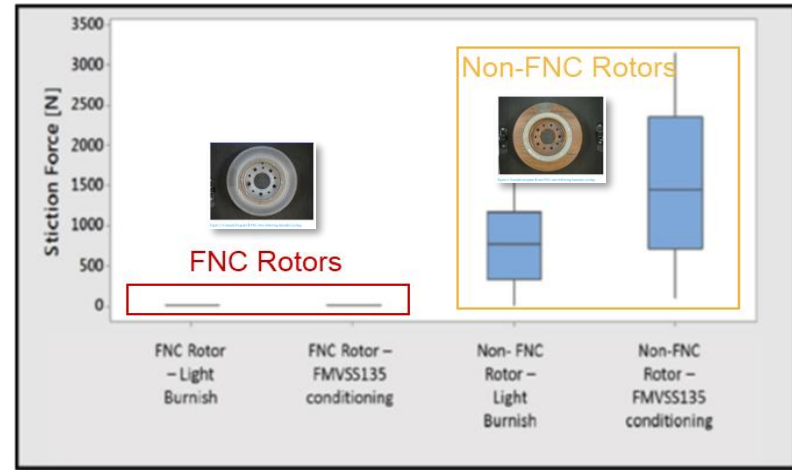 3500
3000
2500
2000
1500
1000
500
0
Stiction Force [N]
FNC Rotors
Non-FNC Rotors
FNC Rotor
– Light
Burnish
FNC Rotor –
FMVSS135
conditioning
Non- FNC
Rotor –
Light
Burnish
Non-FNC
Rotor –
FMVSS135
conditioning